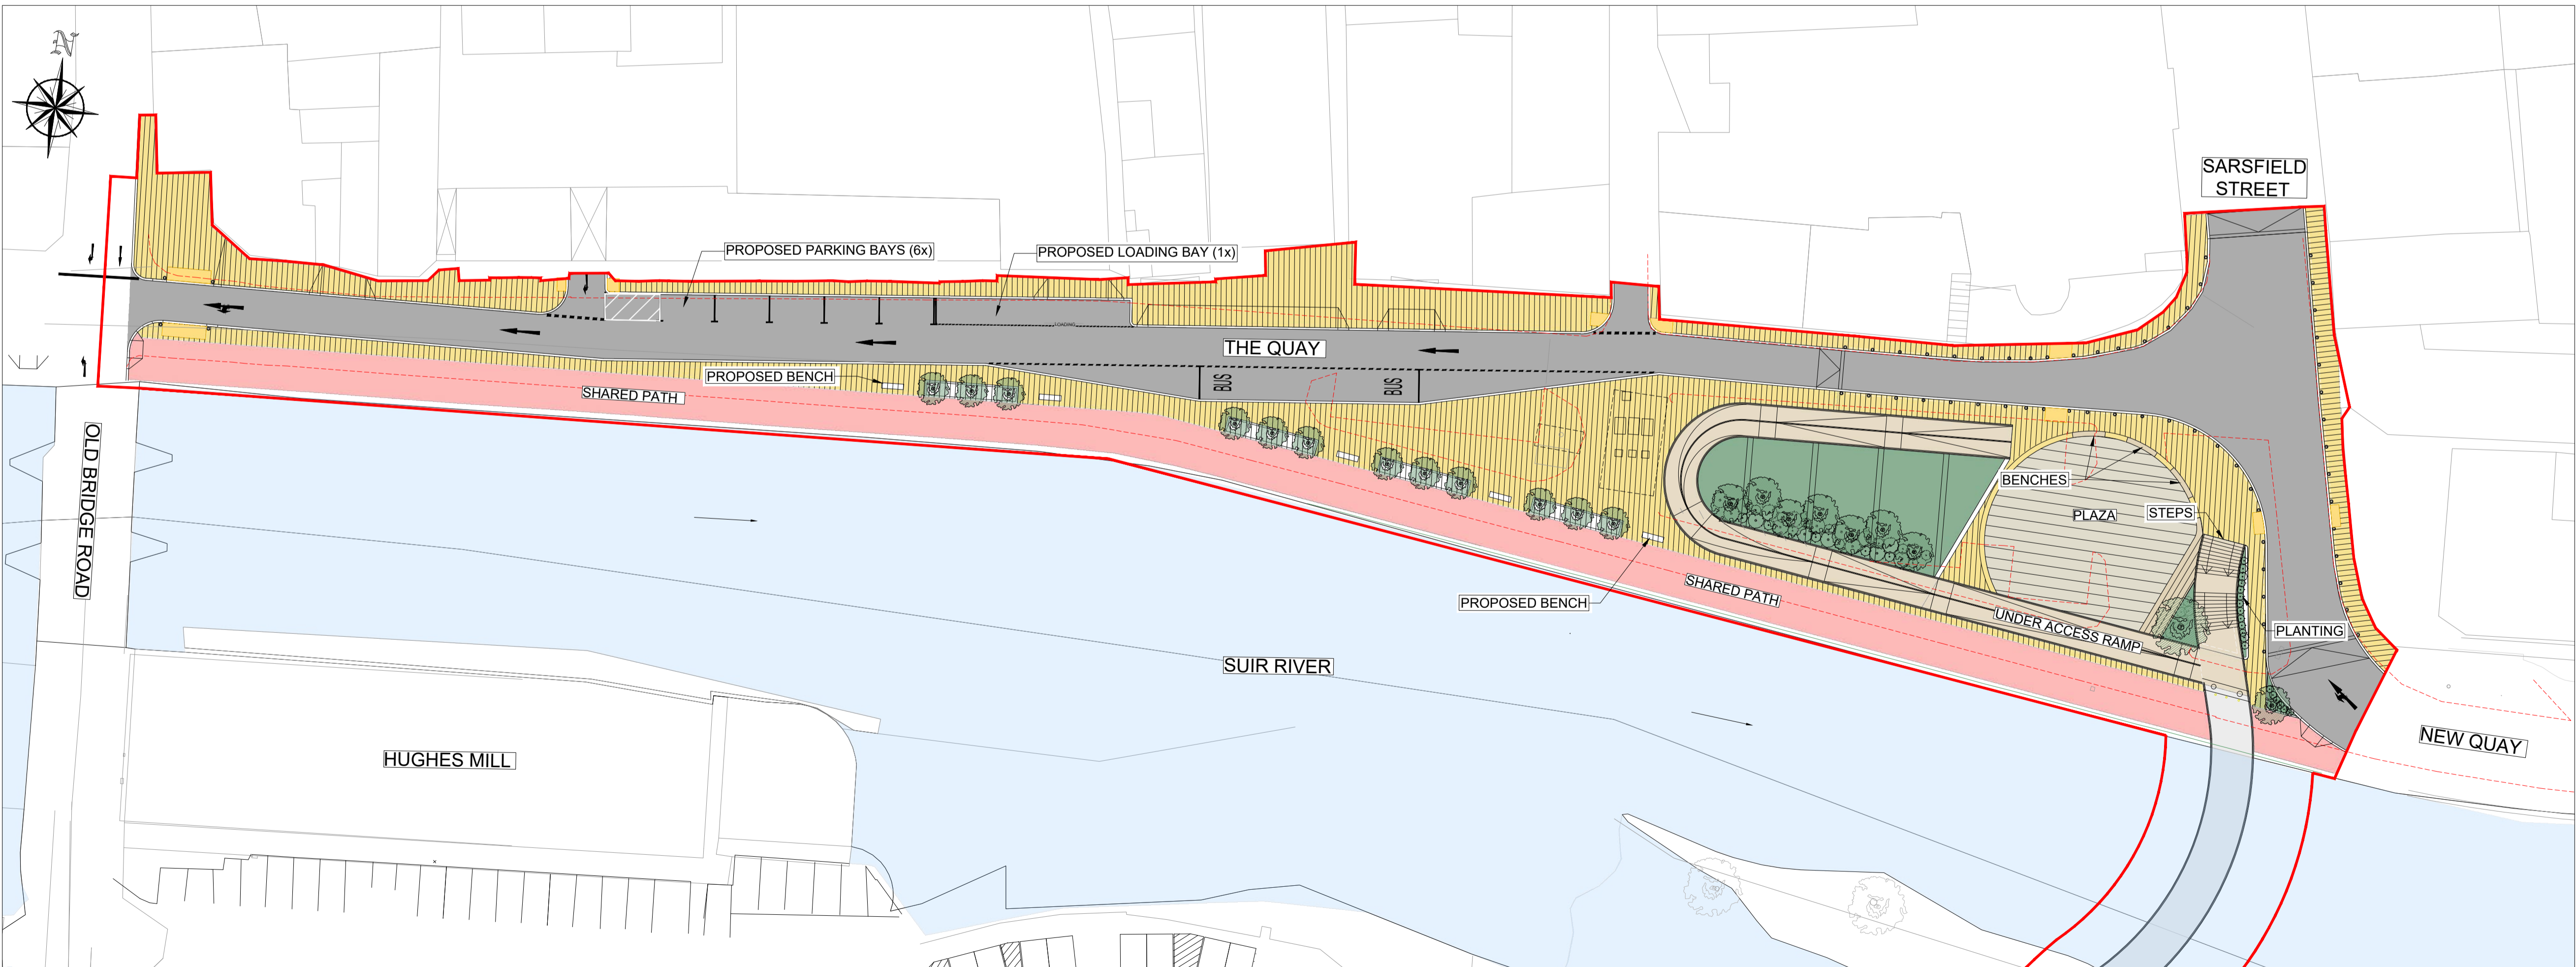 N
SARSFIELD
STREET
PROPOSED PARKING BAYS (6x)
PROPOSED LOADING BAY (1x)
LOADING
THE QUAY
PROPOSED BENCH
BUS
BUS
SHARED PATH
OLD BRIDGE ROAD
BENCHES
PLAZA
STEPS
PROPOSED BENCH
SHARED PATH
UNDER ACCESS RAMP
PLANTING
SUIR RIVER
NEW QUAY
HUGHES MILL